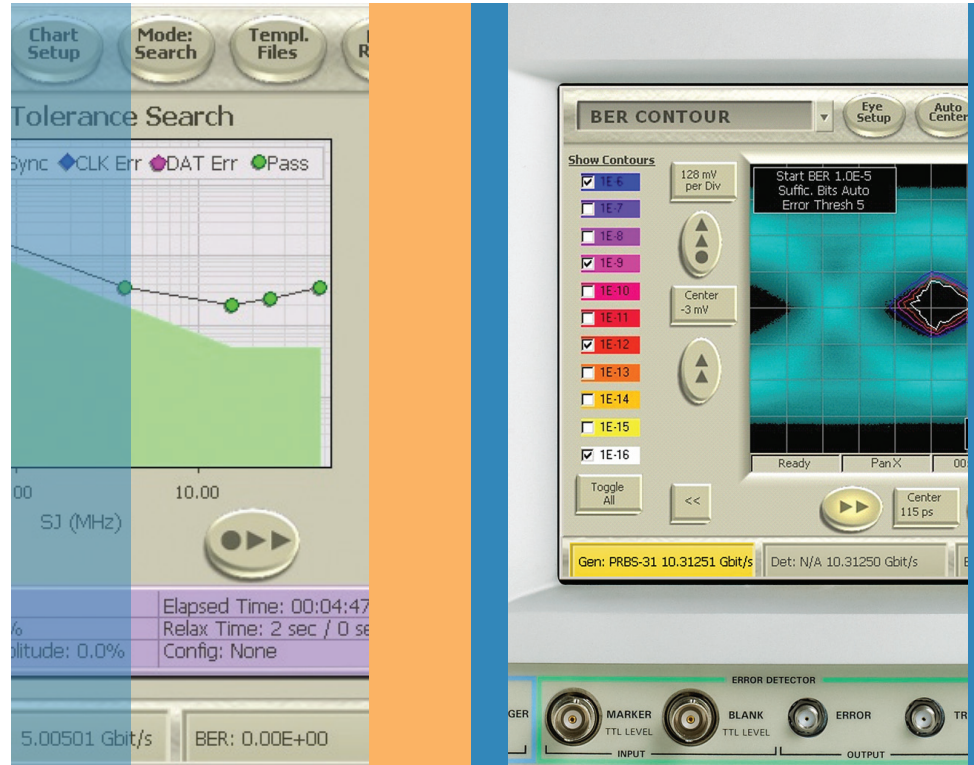 Chart
Setup
Mode:
Search
Templ.
Files
Tolerance Search
Sync CLK Err DAT Err Pass
10.00
SJ (MHz)
Elapsed Time: 00:04:47
Relax Time: 2 sec / 0 se
plitude: 0.0%
Config: None
5.00501 Gbit/s
BER: 0.00E+00
BER CONTOUR
Eye
Setup
Auto
Center
Show Contours
1E-6
1E-7
1E-8
1E-9
1E-10
1E-11
1E-12
1E-13
1E-14
1E-15
1E-16
Toggle
All
128 mV
per Div
Center
-3 mV
<<
Start BER 1.0E-5
Suffic. Bits Auto
Error Thresh 5
Ready
Pan X
00
Center
115 ps
Gen: PRBS-31 10.31251 Gbit/s
Det: N/A 10.31250 Gbit/s
ERROR DETECTOR
GER
MARKER
TTL LEVEL
BLANK
TTL LEVEL
ERROR
TR
INPUT
OUTPUT